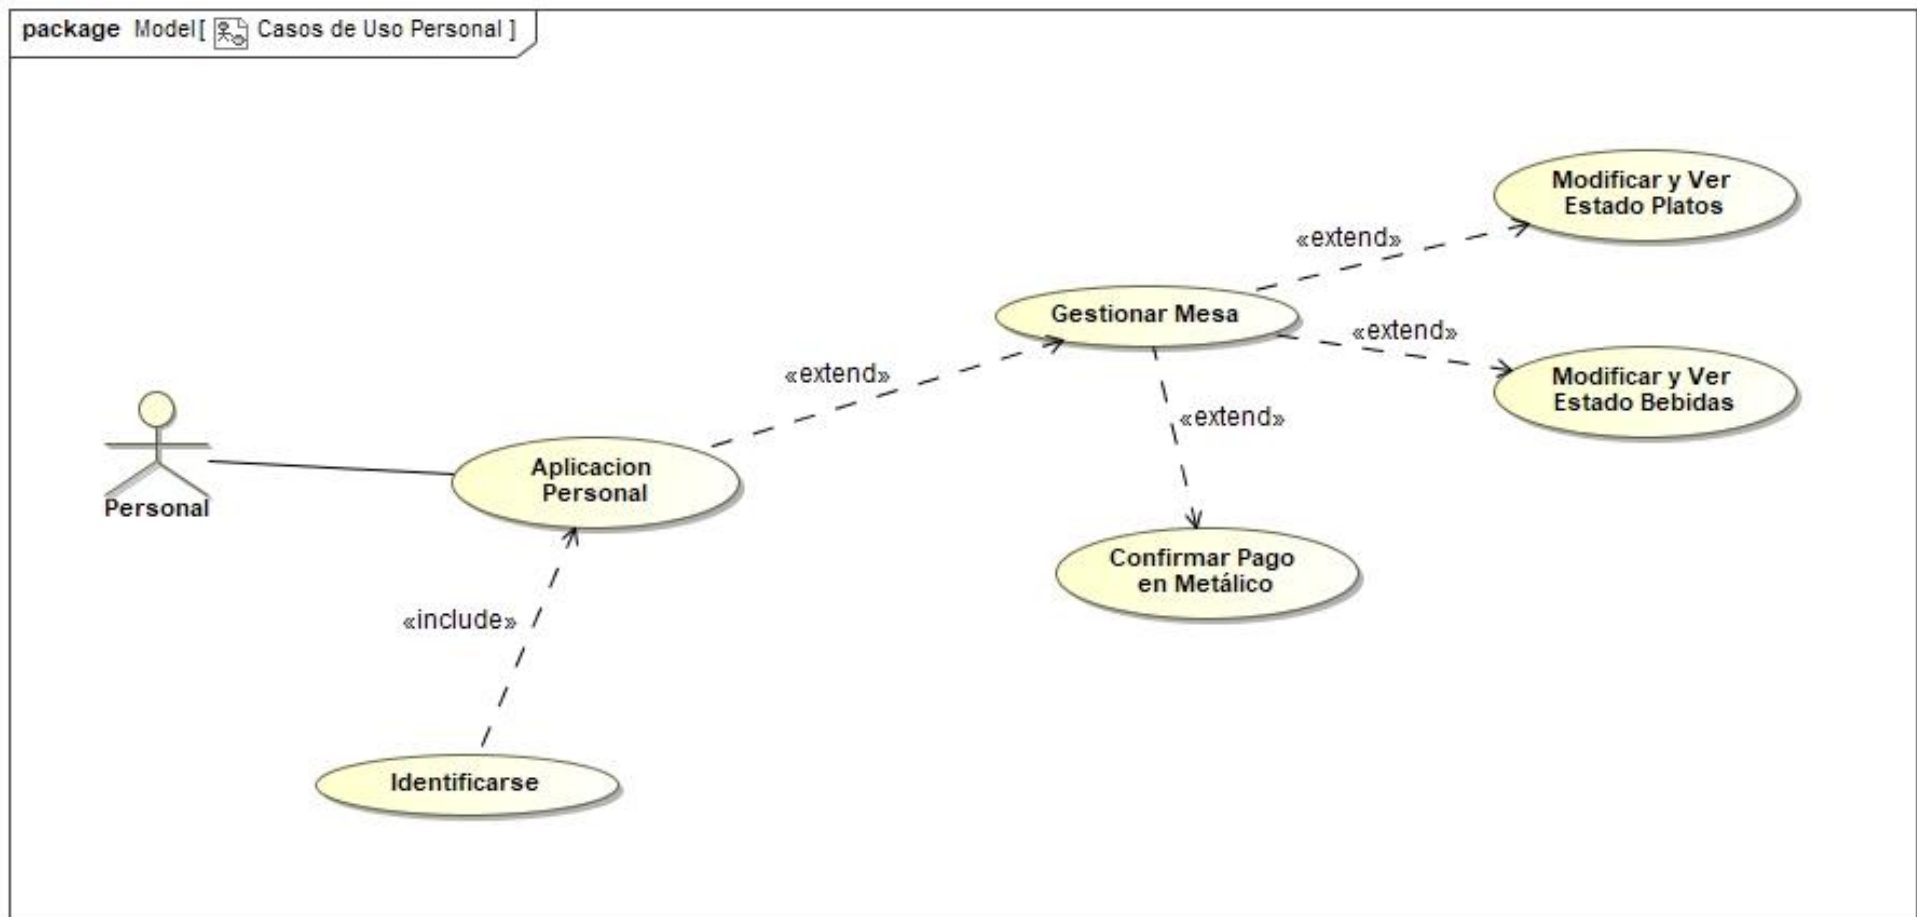 package Model[ Casos de Uso Personal ]
Modificar y Ver
Estado Platos
«extend»
Gestionar Mesa
«extend»
Modificar y Ver
Estado Bebidas
«extend»
«extend»
Aplicacion
Personal
Personal
Confirmar Pago
en Metálico
«include»
Identificarse